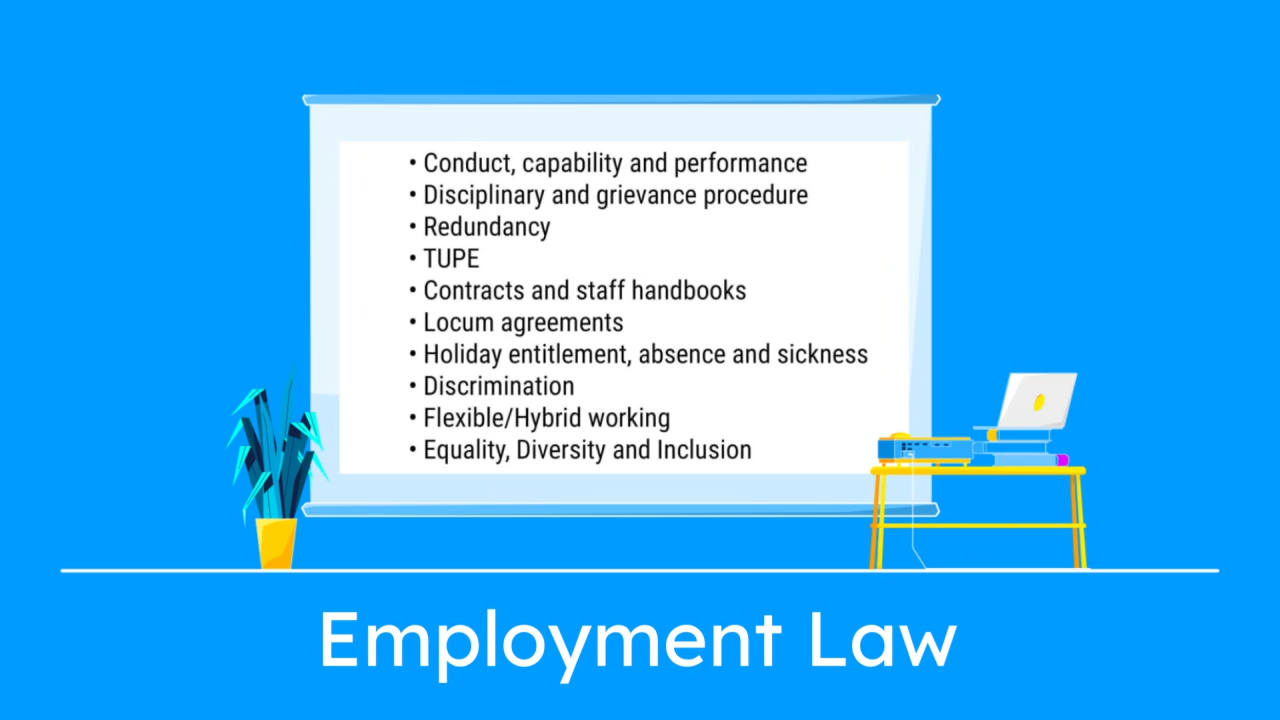 • Conduct, capability and performance
• Disciplinary and grievance procedure
• Redundancy
• TUPE
• Contracts and staff handbooks
• Locum agreements
• Holiday entitlement, absence and sickness
• Discrimination
• Flexible/Hybrid working
• Equality, Diversity and Inclusion
Employment Law